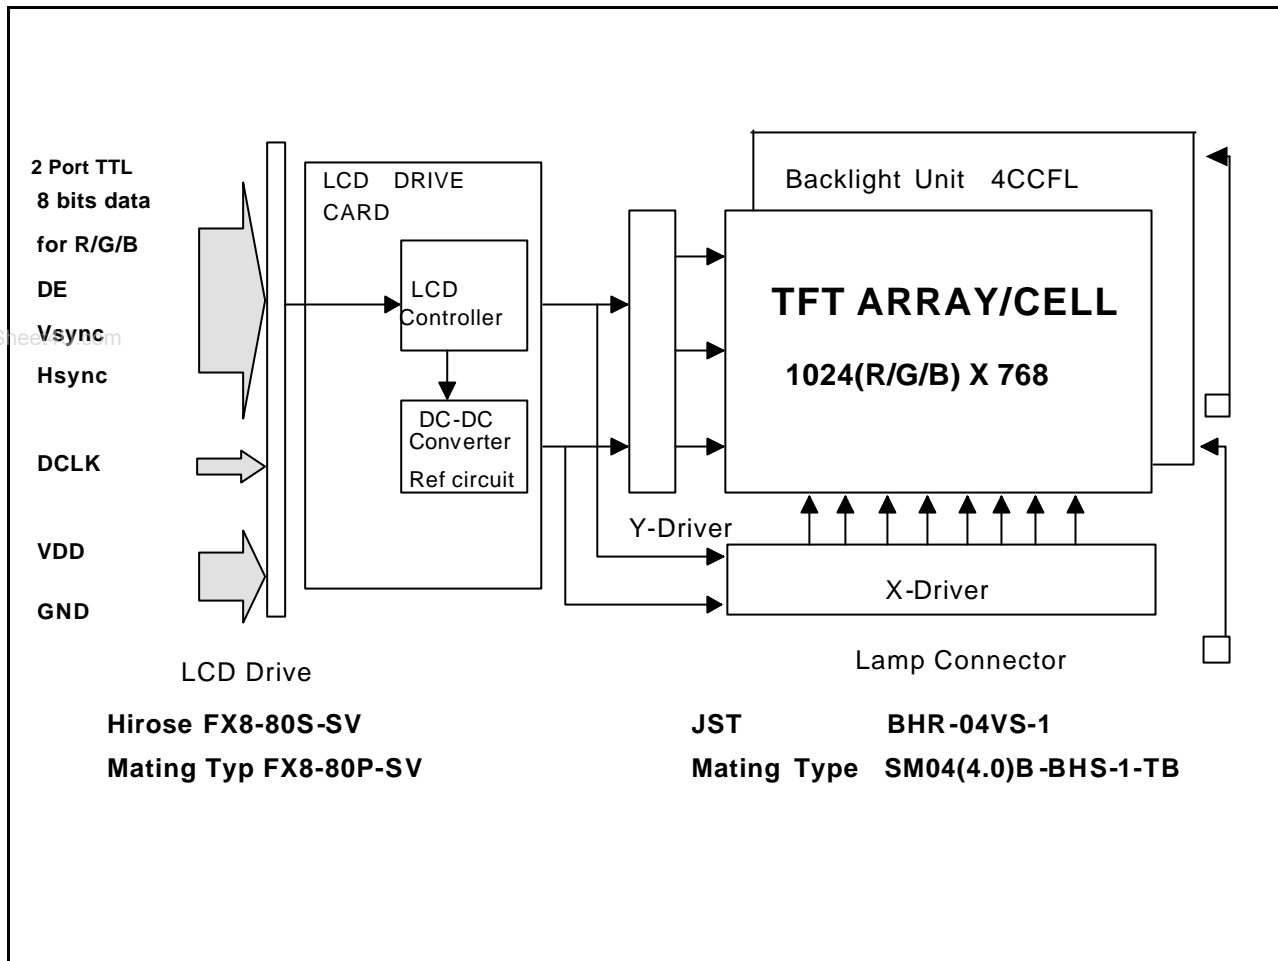 2 Port TTL
8 bits data
for R/G/B
DE
Vsync
Hsync
DCLK
VDD
GND
LCD DRIVE
CARD
LCD
Controller
DC-DC
Converter
Ref circuit
Backlight Unit 4CCFL
TFT ARRAY/CELL
1024(R/G/B) X 768
Y-Driver
X-Driver
LCD Drive
Hirose FX8-80S-SV
Mating Typ FX8-80P-SV
Lamp Connector
JST BHR-04VS-1
Mating Type SM04(4.0)B-BHS-1-TB